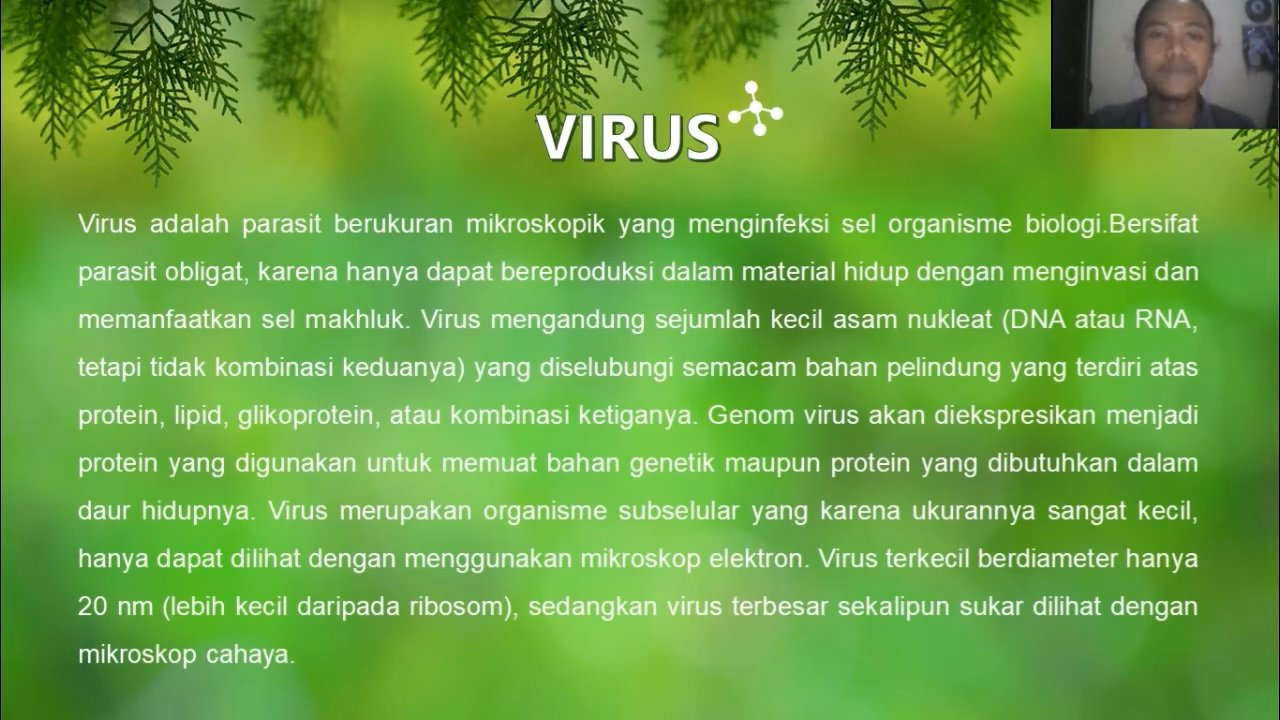 VIRUS
Virus adalah parasit berukuran mikroskopik yang menginfeksi sel organisme biologi.Bersifat
parasit obligat, karena hanya dapat bereproduksi dalam material hidup dengan menginvasi dan
memanfaatkan sel makhluk. Virus mengandung sejumlah kecil asam nukleat (DNA atau RNA,
tetapi tidak kombinasi keduanya) yang diselubungi semacam bahan pelindung yang terdiri atas
protein, lipid, glikoprotein, atau kombinasi ketiganya. Genom virus akan diekspresikan menjadi
protein yang digunakan untuk memuat bahan genetik maupun protein yang dibutuhkan dalam
daur hidupnya. Virus merupakan organisme subselular yang karena ukurannya sangat kecil,
hanya dapat dilihat dengan menggunakan mikroskop elektron. Virus terkecil berdiameter hanya
20 nm (lebih kecil daripada ribosom), sedangkan virus terbesar sekalipun sukar dilihat dengan
mikroskop cahaya.